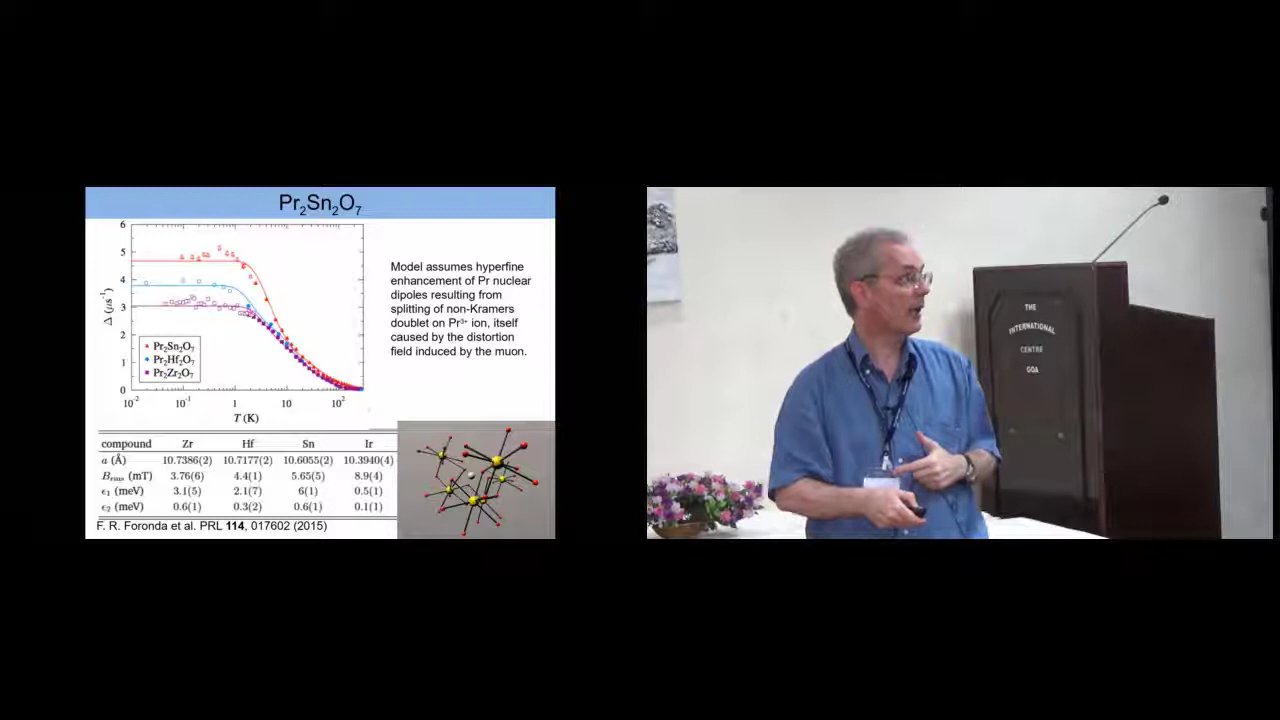 Pr2Sn2O7
6
5
4
3
2
1
0
Δ (μs⁻¹)
Pr2Sn2O7
Pr2Hf2O7
Pr2Zr2O7
10⁻² 10⁻¹ 1 10 10²
T (K)
Model assumes hyperfine
enhancement of Pr nuclear
dipoles resulting from
splitting of non-Kramers
doublet on Pr³⁺ ion, itself
caused by the distortion
field induced by the muon.
compound Zr Hf Sn Ir
a (Å) 10.7386(2) 10.7177(2) 10.6055(2) 10.3940(4)
Brms (mT) 3.76(6) 4.4(1) 5.65(5) 8.9(4)
ϵ1 (meV) 3.1(5) 2.1(7) 6(1) 0.5(1)
ϵ2 (meV) 0.6(1) 0.3(2) 0.6(1) 0.1(1)
F. R. Foronda et al. PRL 114, 017602 (2015)
THE
INTERNATIONAL
CENTRE
GOA